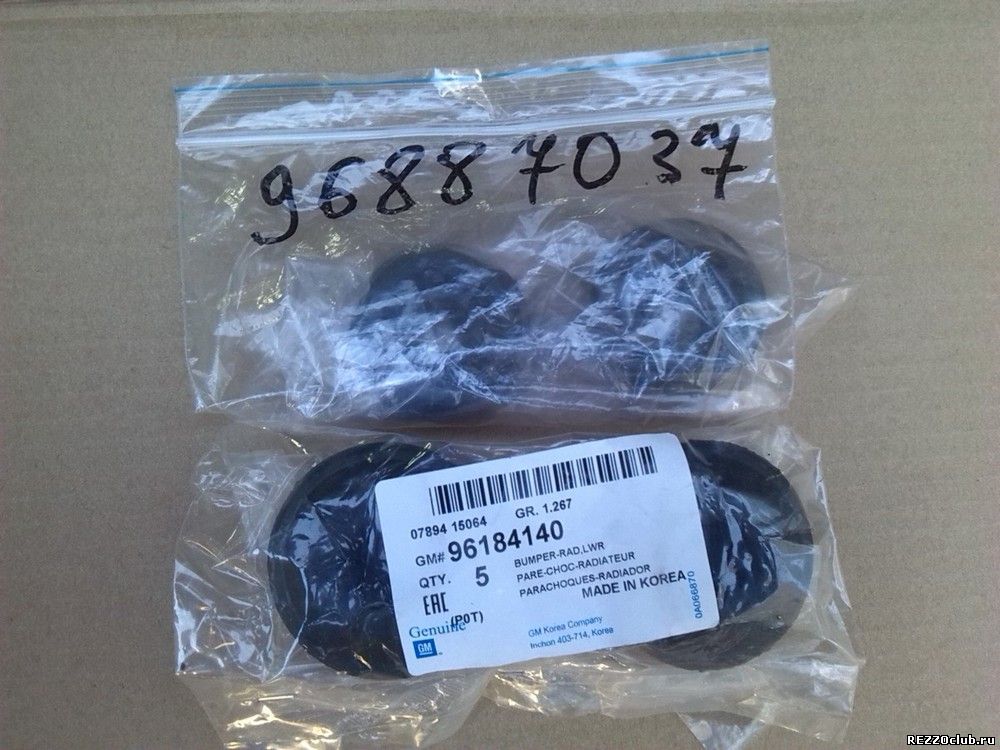 96887037
07894 15064 GR. 1.267
GM# 96184140
QTY. 5
BUMPER-RAD,LWR
PARE-CHOC-RADIATEUR
PARACHOQUES-RADIADOR
MADE IN KOREA
EAC
(P0T)
Genuine
GM
GM Korea Company
Inchon 403-714, Korea
0A066870
REZZOclub.ru